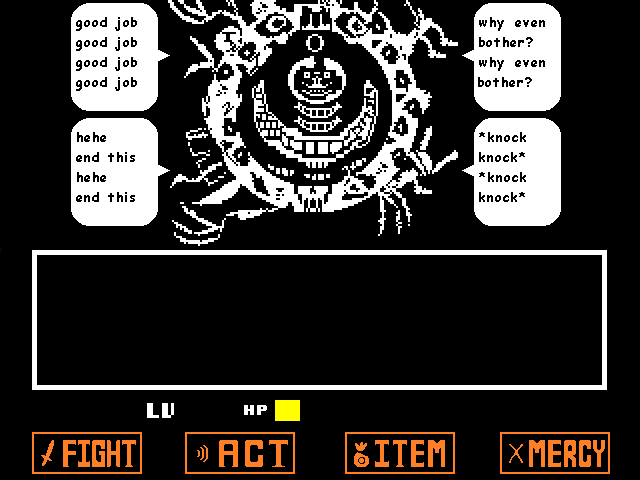 good job
good job
good job
good job
why even
bother?
why even
bother?
hehe
end this
hehe
end this
*knock
knock*
*knock
knock*
LV HP
FIGHT ACT ITEM MERCY